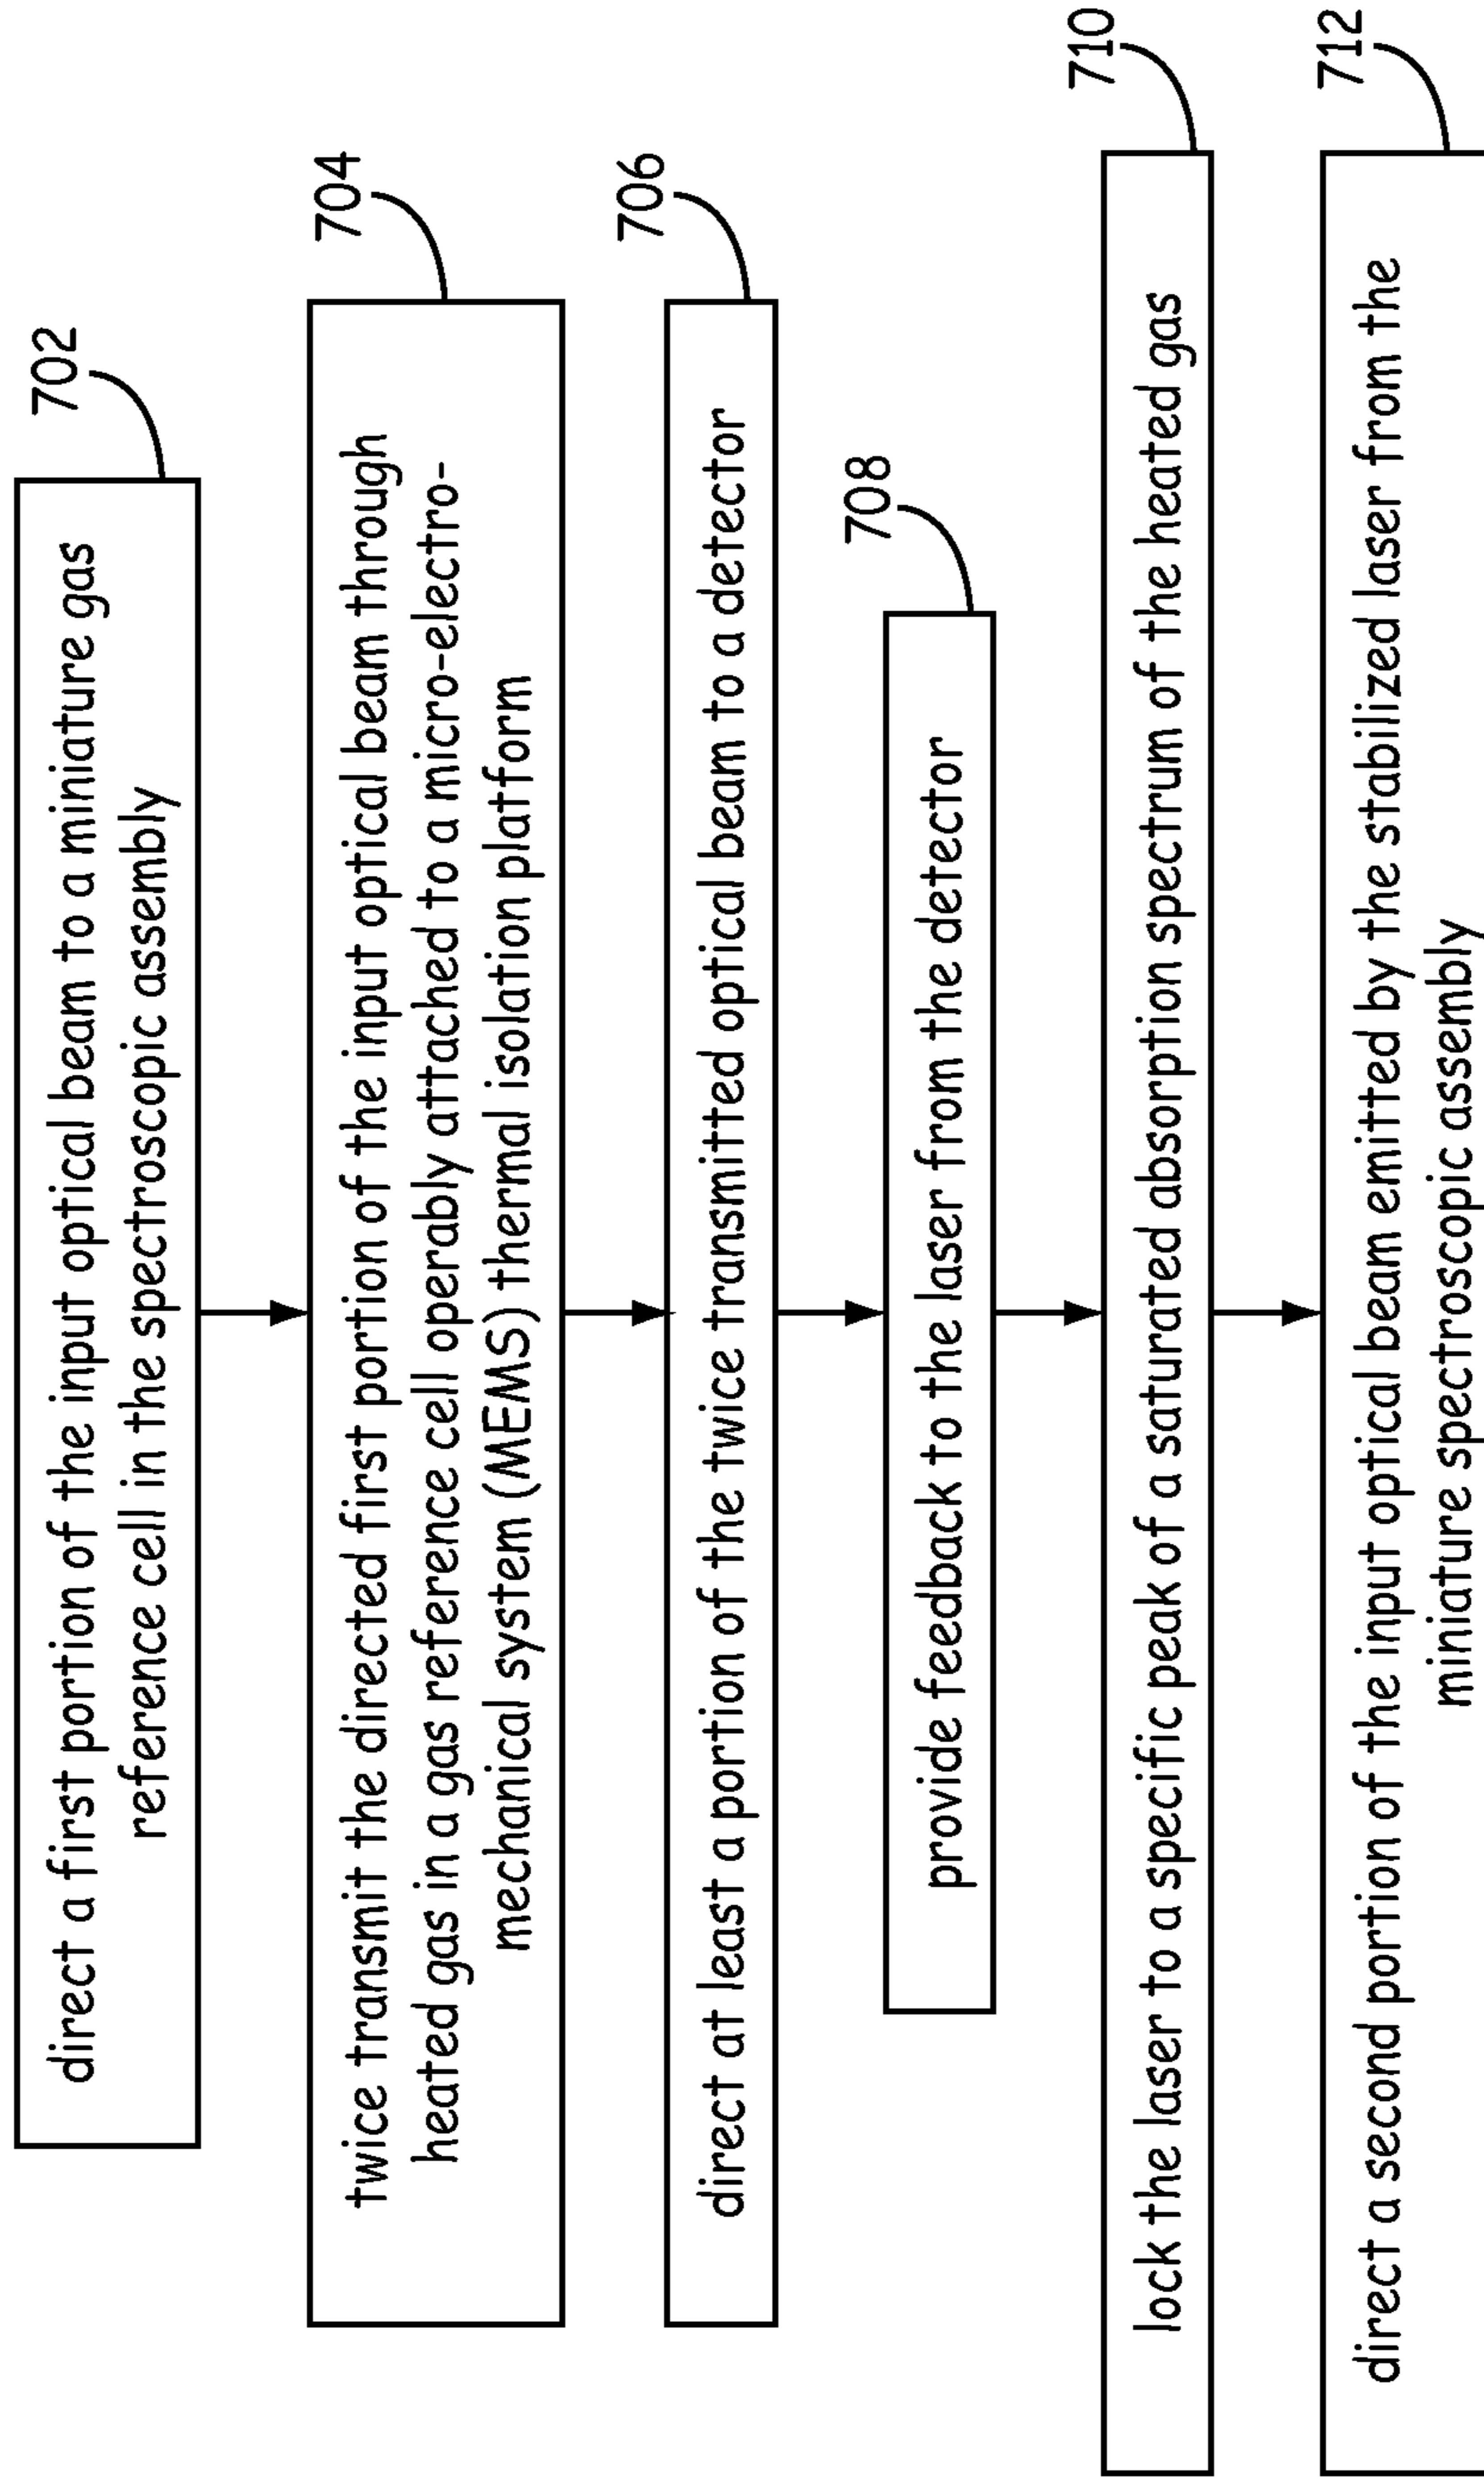 702
direct a first portion of the input optical beam to a miniature gas
reference cell in the spectroscopic assembly
704
twice transmit the directed first portion of the input optical beam through
heated gas in a gas reference cell operably attached to a micro-electro-
mechanical system (MEMS) thermal isolation platform
706
direct at least a portion of the twice transmitted optical beam to a detector
708
provide feedback to the laser from the detector
710
lock the laser to a specific peak of a saturated absorption spectrum of the heated gas
712
direct a second portion of the input optical beam emitted by the stabilized laser from the
miniature spectroscopic assembly